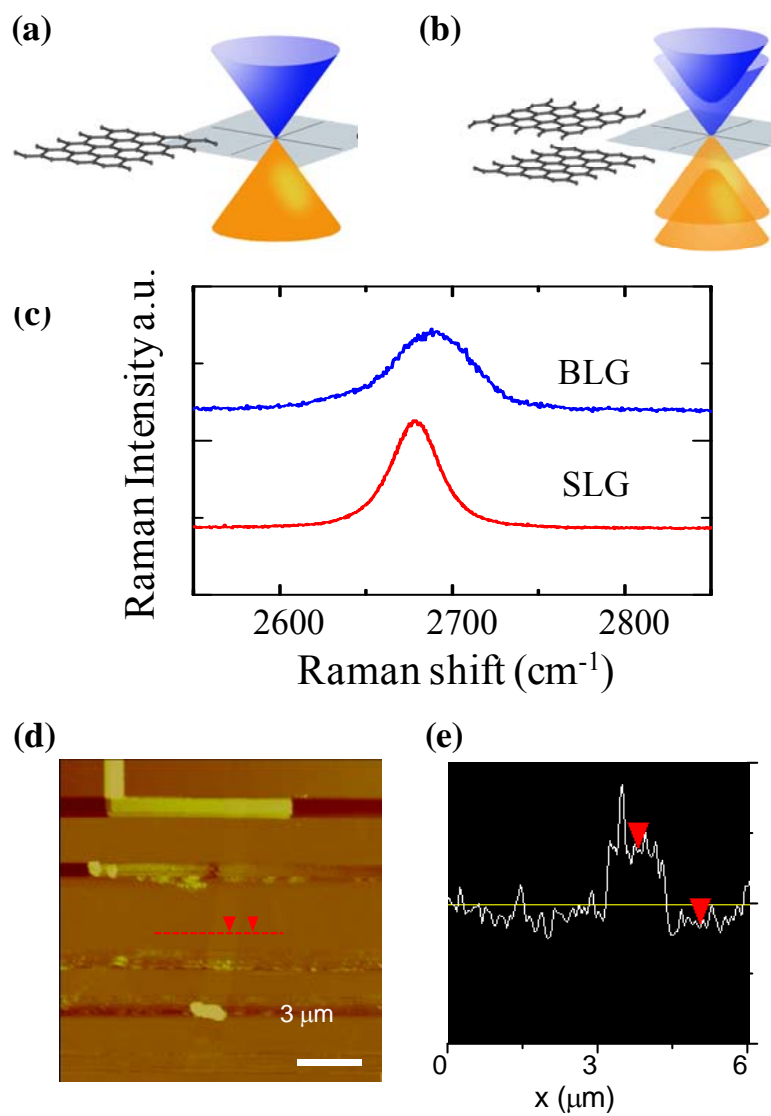 (a)
(b)
(c)
Raman Intensity a.u.
BLG
SLG
2600 2700 2800
Raman shift (cm-1)
(d)
(e)
3 μm
0 3 6
x (μm)